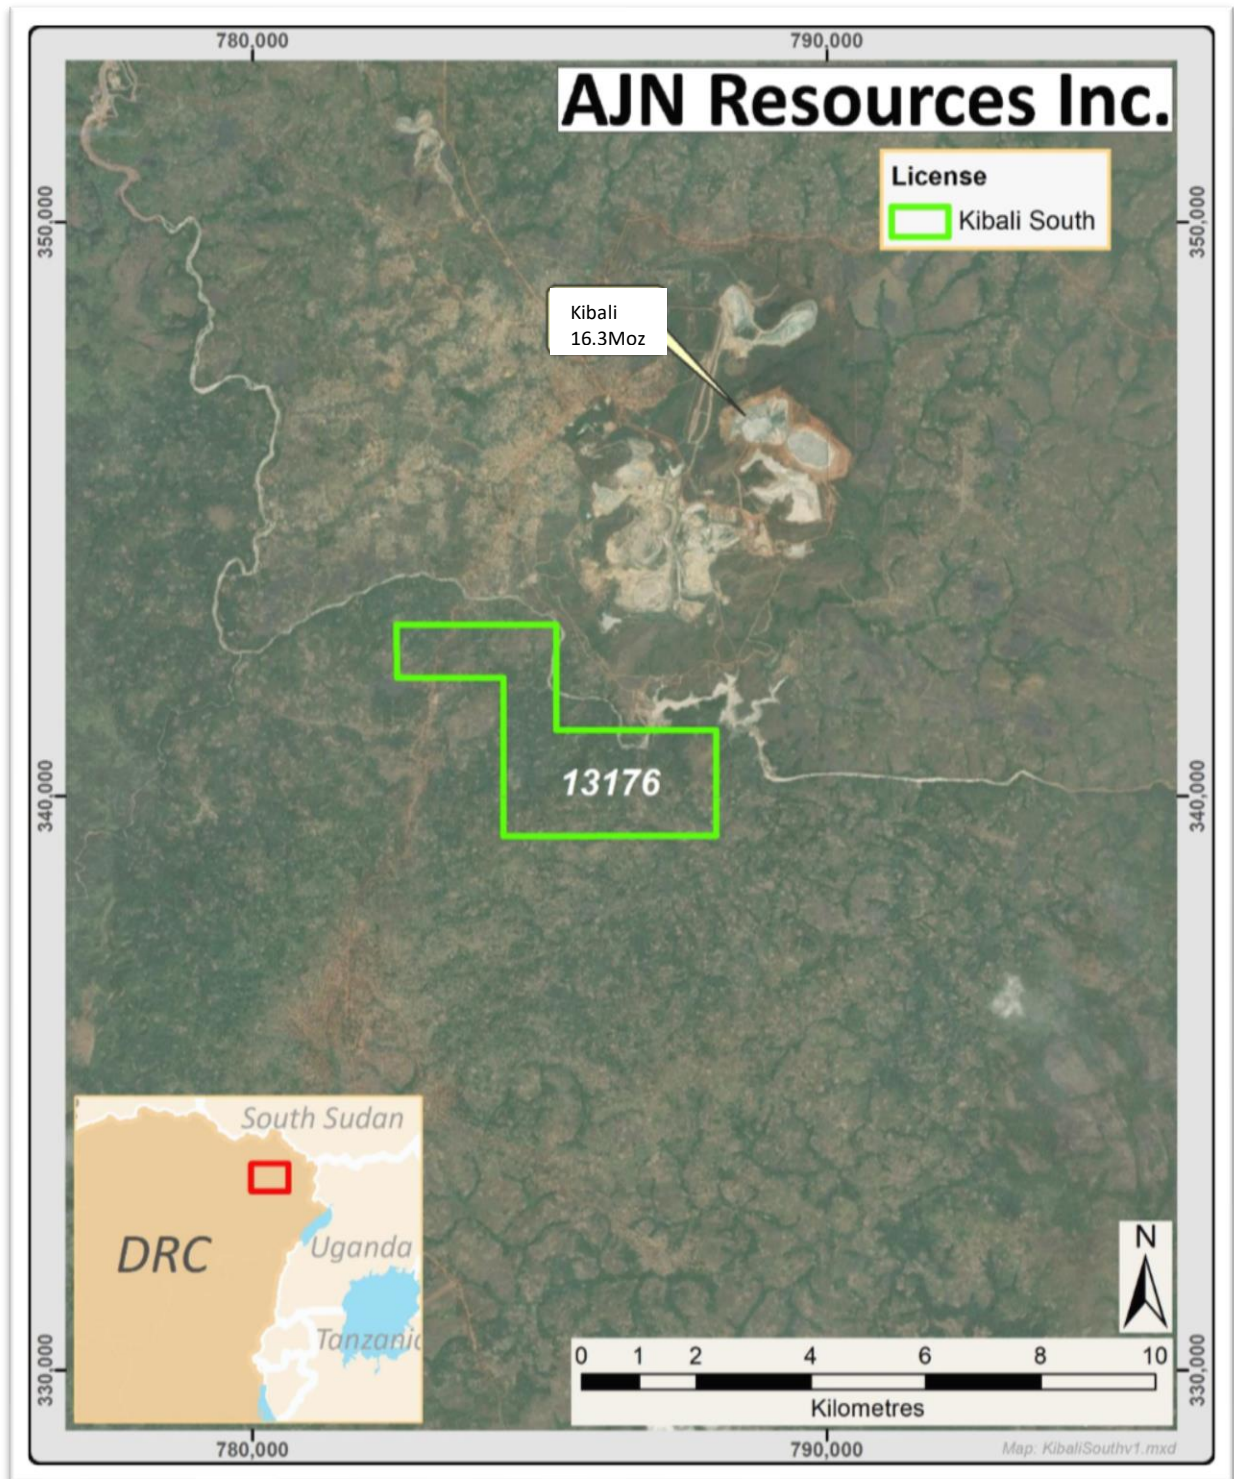 780,000
790,000
AJN Resources Inc.
License
Kibali South
350,000
350,000
Kibali
16.3Moz
13176
340,000
340,000
South Sudan
DRC
Uganda
Tanzania
N
0 1 2 4 6 8 10
Kilometres
330,000
330,000
780,000
790,000
Map: KibaliSouthv1.mxd